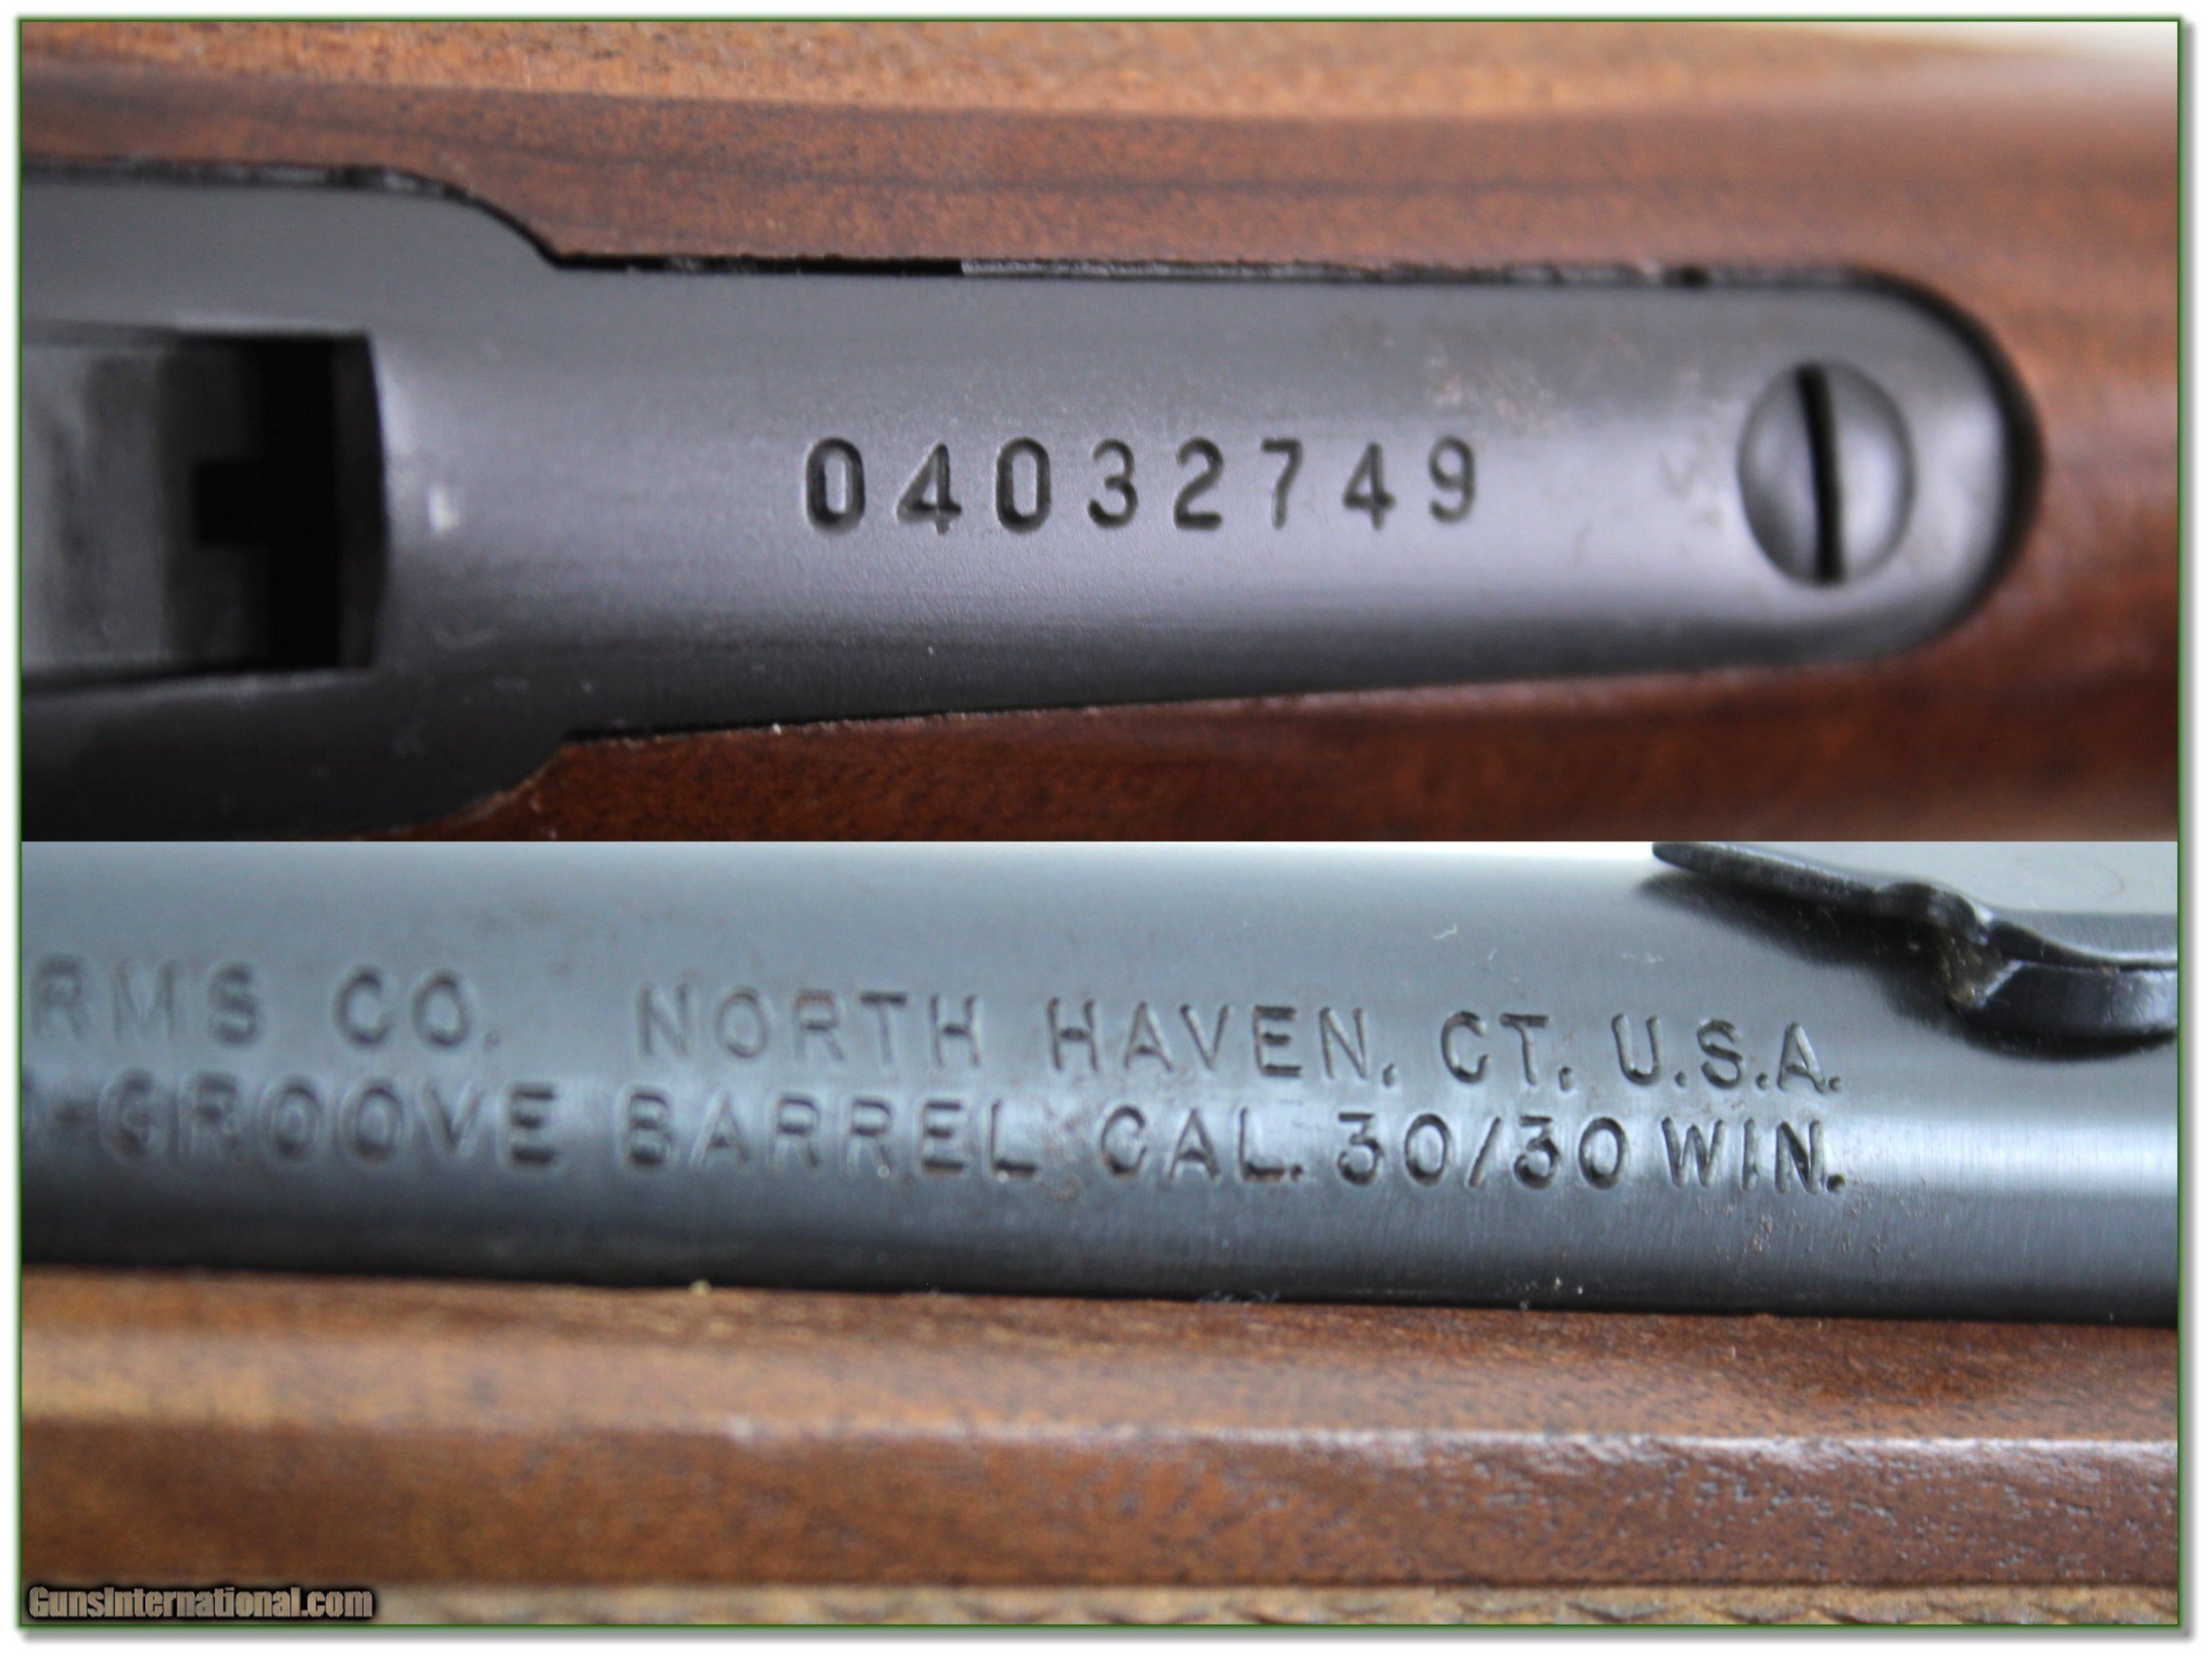 04032749
RMS CO. NORTH HAVEN, CT. U.S.A.
-GROOVE BARREL CAL. 30/30 WIN.
GunsInternational.com